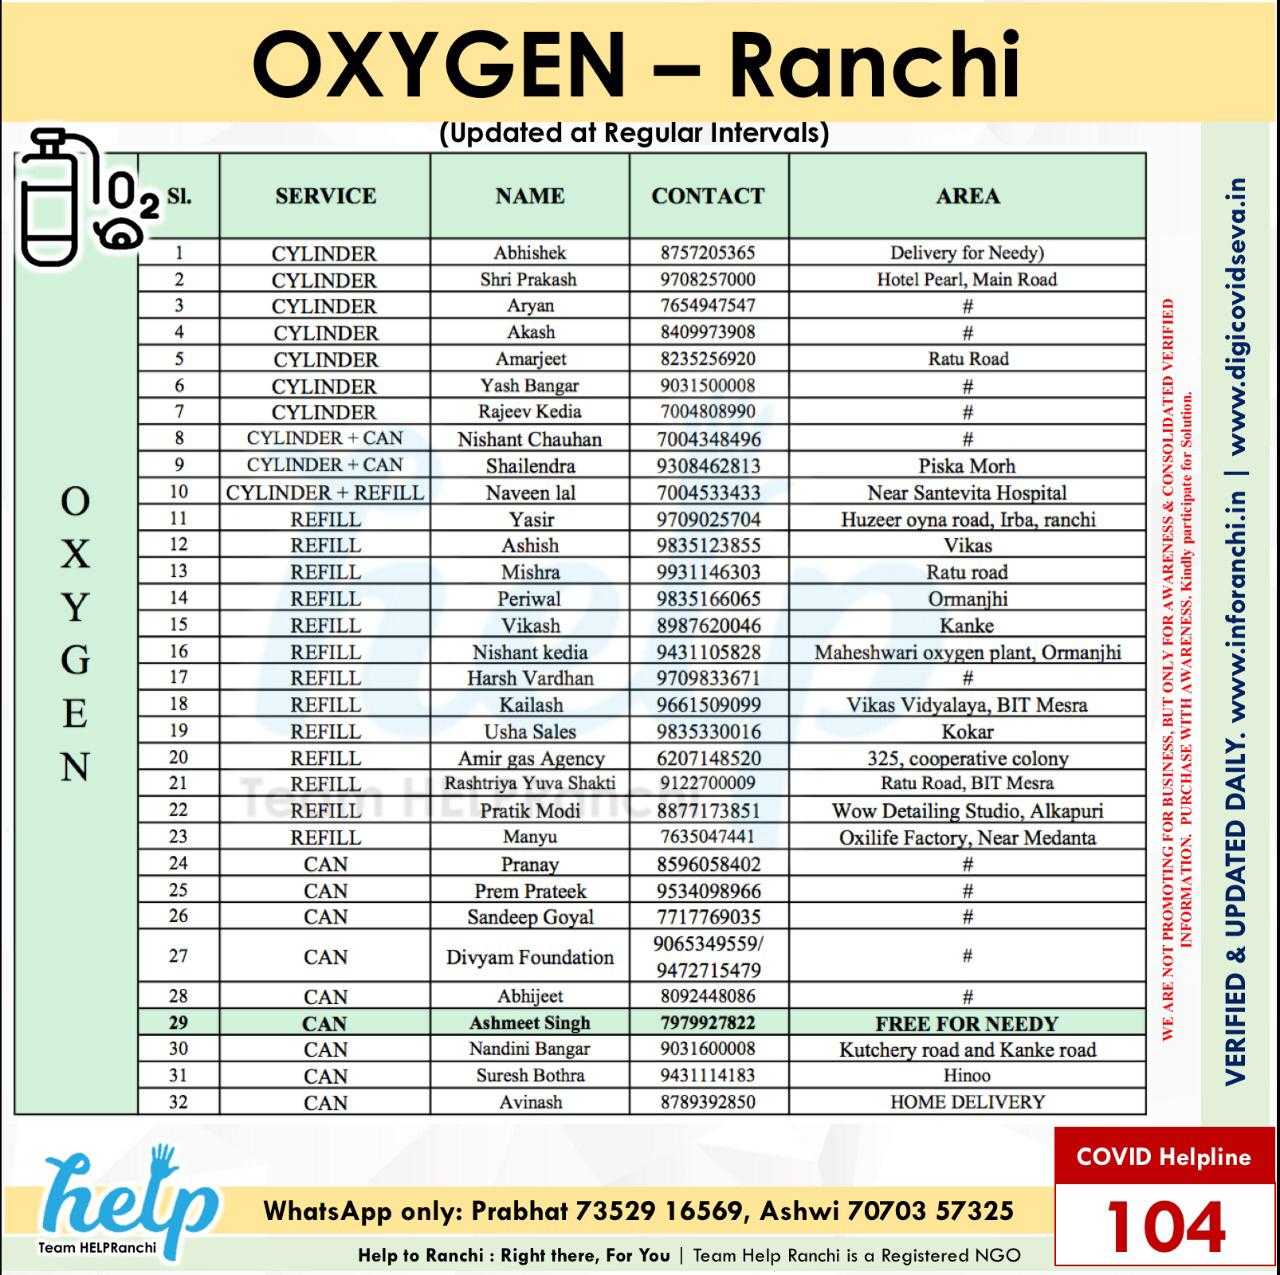 OXYGEN – Ranchi
(Updated at Regular Intervals)
O2
Sl. SERVICE NAME CONTACT AREA
OXYGEN
1 CYLINDER Abhishek 8757205365 Delivery for Needy)
2 CYLINDER Shri Prakash 9708257000 Hotel Pearl, Main Road
3 CYLINDER Aryan 7654947547 #
4 CYLINDER Akash 8409973908 #
5 CYLINDER Amarjeet 8235256920 Ratu Road
6 CYLINDER Yash Bangar 9031500008 #
7 CYLINDER Rajeev Kedia 7004808990 #
8 CYLINDER + CAN Nishant Chauhan 7004348496 #
9 CYLINDER + CAN Shailendra 9308462813 Piska Morh
10 CYLINDER + REFILL Naveen lal 7004533433 Near Santevita Hospital
11 REFILL Yasir 9709025704 Huzeer oyna road, Irba, ranchi
12 REFILL Ashish 9835123855 Vikas
13 REFILL Mishra 9931146303 Ratu road
14 REFILL Periwal 9835166065 Ormanjhi
15 REFILL Vikash 8987620046 Kanke
16 REFILL Nishant kedia 9431105828 Maheshwari oxygen plant, Ormanjhi
17 REFILL Harsh Vardhan 9709833671 #
18 REFILL Kailash 9661509099 Vikas Vidyalaya, BIT Mesra
19 REFILL Usha Sales 9835330016 Kokar
20 REFILL Amir gas Agency 6207148520 325, cooperative colony
21 REFILL Rashtriya Yuva Shakti 9122700009 Ratu Road, BIT Mesra
22 REFILL Pratik Modi 8877173851 Wow Detailing Studio, Alkapuri
23 REFILL Manyu 7635047441 Oxilife Factory, Near Medanta
24 CAN Pranay 8596058402 #
25 CAN Prem Prateek 9534098966 #
26 CAN Sandeep Goyal 7717769035 #
27 CAN Divyam Foundation 9065349559/ 9472715479 #
28 CAN Abhijeet 8092448086 #
29 CAN Ashmeet Singh 7979927822 FREE FOR NEEDY
30 CAN Nandini Bangar 9031600008 Kutchery road and Kanke road
31 CAN Suresh Bothra 9431114183 Hinoo
32 CAN Avinash 8789392850 HOME DELIVERY
help
Team HELPRanchi
WE ARE NOT PROMOTING FOR BUSINESS, BUT ONLY FOR AWARENESS & CONSOLIDATED VERIFIED
INFORMATION. PURCHASE WITH AWARENESS, Kindly participate for Solution.
VERIFIED & UPDATED DAILY. www.inforanchi.in | www.digicovidseva.in
help
Team HELPRanchi
WhatsApp only: Prabhat 73529 16569, Ashwi 70703 57325
Help to Ranchi : Right there, For You | Team Help Ranchi is a Registered NGO
COVID Helpline
104